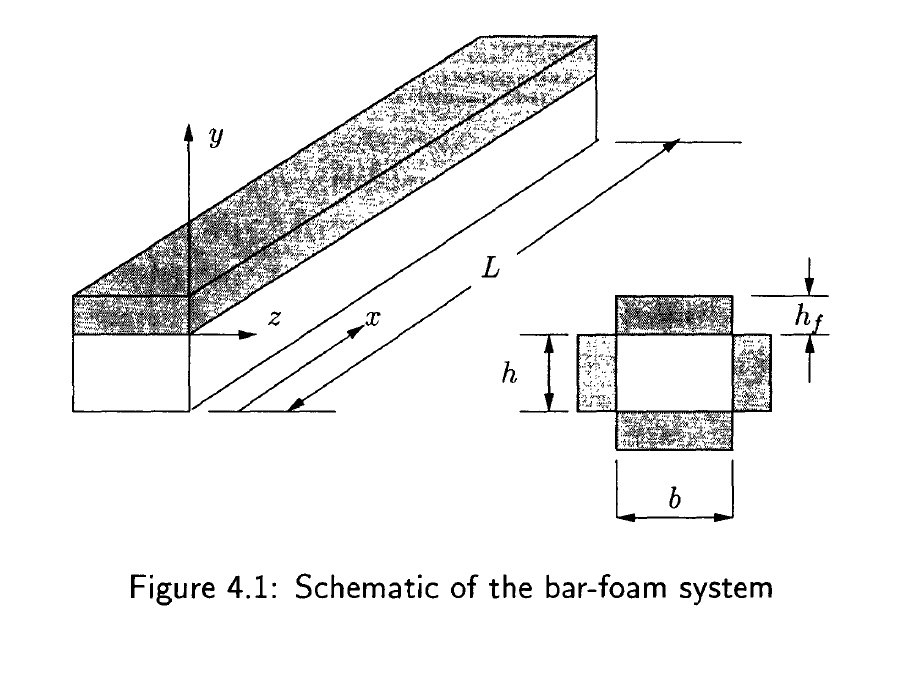 y
L
z
x
h_f
h
b
Figure 4.1: Schematic of the bar-foam system